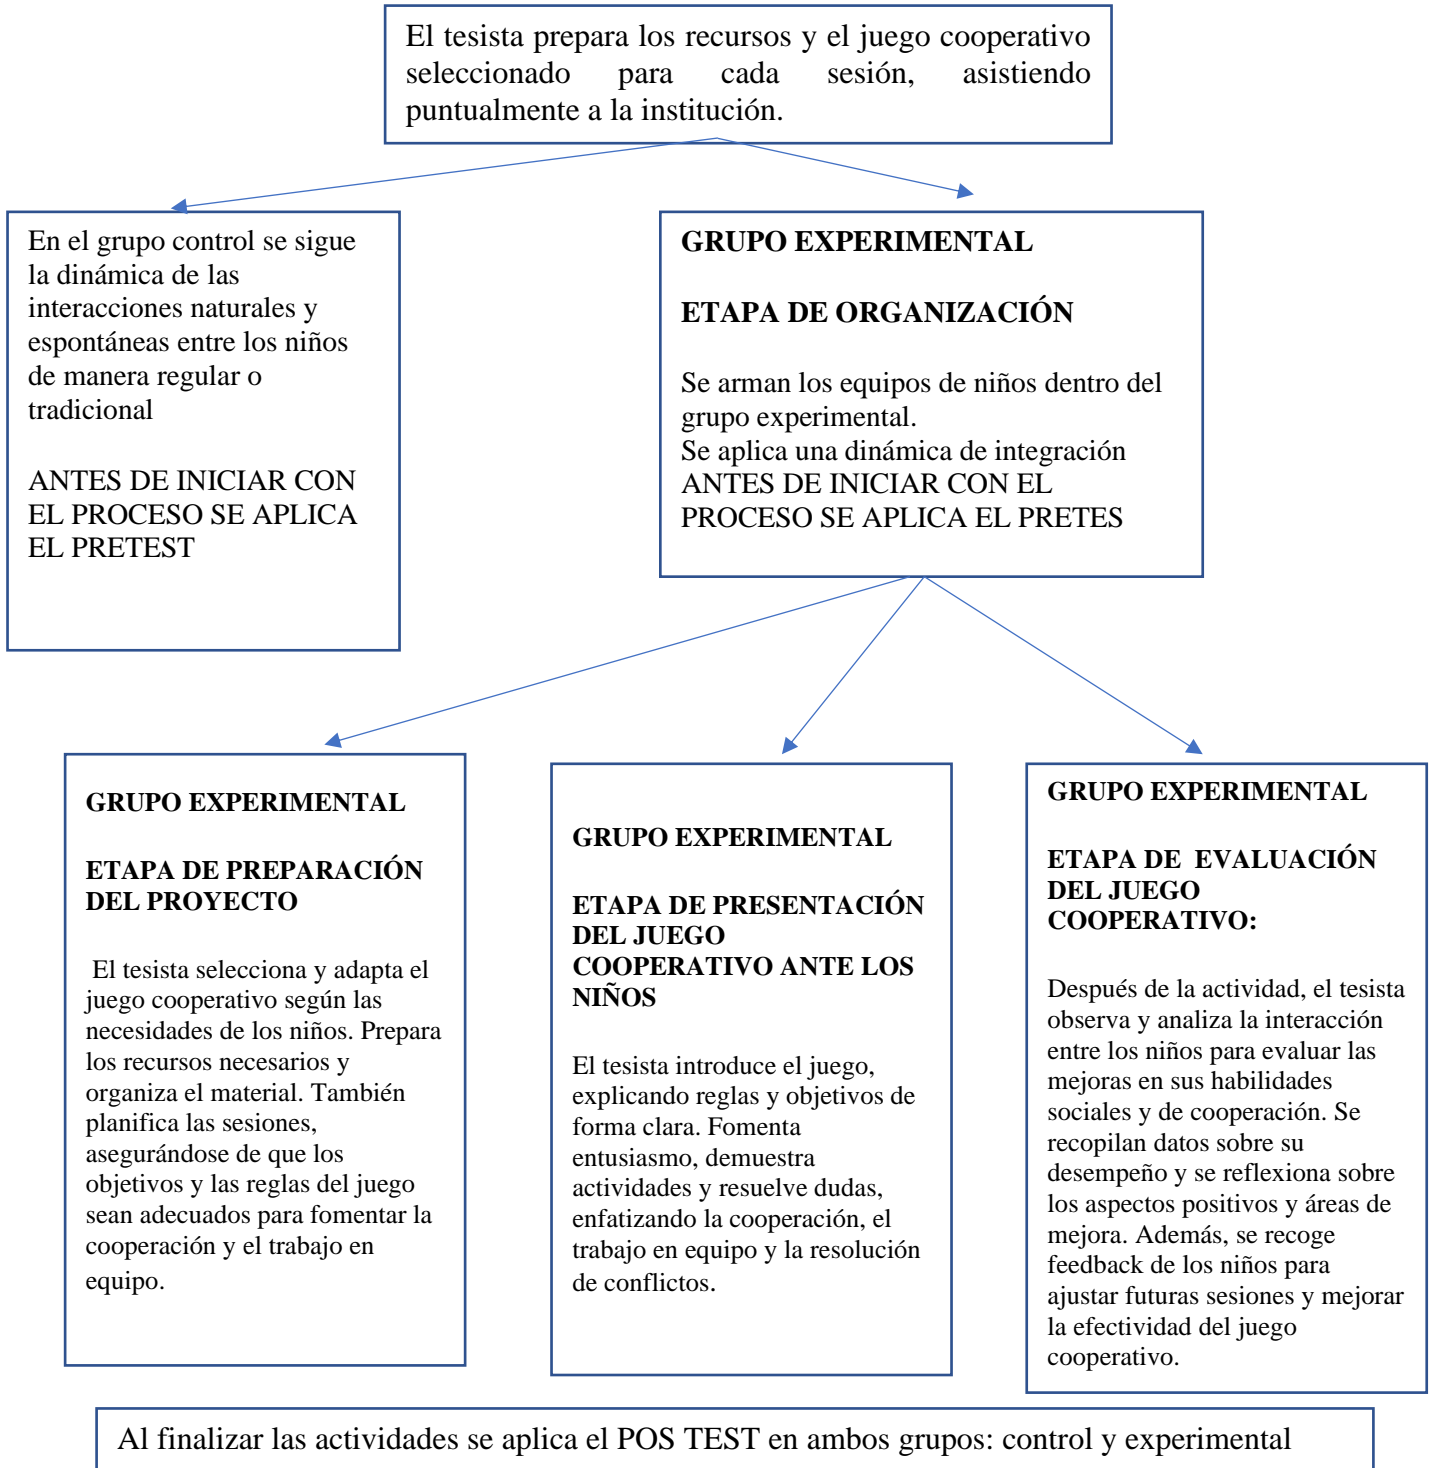 El tesista prepara los recursos y el juego cooperativo
seleccionado para cada sesión, asistiendo
puntualmente a la institución.
En el grupo control se sigue
la dinámica de las
interacciones naturales y
espontáneas entre los niños
de manera regular o
tradicional
ANTES DE INICIAR CON
EL PROCESO SE APLICA
EL PRETEST
GRUPO EXPERIMENTAL
ETAPA DE ORGANIZACIÓN
Se arman los equipos de niños dentro del
grupo experimental.
Se aplica una dinámica de integración
ANTES DE INICIAR CON EL
PROCESO SE APLICA EL PRETES
GRUPO EXPERIMENTAL
ETAPA DE PREPARACIÓN
DEL PROYECTO
El tesista selecciona y adapta el
juego cooperativo según las
necesidades de los niños. Prepara
los recursos necesarios y
organiza el material. También
planifica las sesiones,
asegurándose de que los
objetivos y las reglas del juego
sean adecuados para fomentar la
cooperación y el trabajo en
equipo.
GRUPO EXPERIMENTAL
ETAPA DE PRESENTACIÓN
DEL JUEGO
COOPERATIVO ANTE LOS
NIÑOS
El tesista introduce el juego,
explicando reglas y objetivos de
forma clara. Fomenta
entusiasmo, demuestra
actividades y resuelve dudas,
enfatizando la cooperación, el
trabajo en equipo y la resolución
de conflictos.
GRUPO EXPERIMENTAL
ETAPA DE EVALUACIÓN
DEL JUEGO
COOPERATIVO:
Después de la actividad, el tesista
observa y analiza la interacción
entre los niños para evaluar las
mejoras en sus habilidades
sociales y de cooperación. Se
recopilan datos sobre su
desempeño y se reflexiona sobre
los aspectos positivos y áreas de
mejora. Además, se recoge
feedback de los niños para
ajustar futuras sesiones y mejorar
la efectividad del juego
cooperativo.
Al finalizar las actividades se aplica el POS TEST en ambos grupos: control y experimental